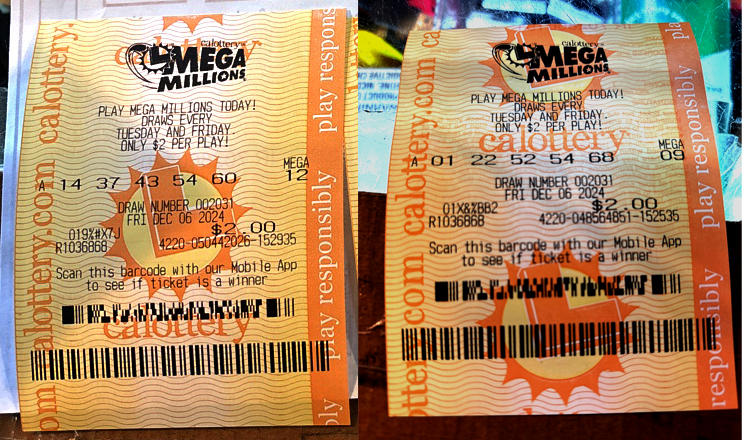 calottery
MEGA
MILLIONS
PLAY MEGA MILLIONS TODAY!
DRAWS EVERY
TUESDAY AND FRIDAY
ONLY $2 PER PLAY!
MEGA
A 14 37 43 54 60 12
DRAW NUMBER 002031
FRI DEC 06 2024
019%#X7J $2.00
R1036868 4220-050442026-152935
Scan this barcode with our Mobile App
to see if ticket is a winner
calottery
calottery.com calottery.com
play responsibly play responsibly
calottery
MEGA
MILLIONS
PLAY MEGA MILLIONS TODAY!
DRAWS EVERY
TUESDAY AND FRIDAY.
ONLY $2 PER PLAY!
calottery
MEGA
A 01 22 52 54 68 09
DRAW NUMBER 002031
FRI DEC 06 2024
01X&%BB2 $2.00
R1036868 4220-048564851-152535
Scan this barcode with our Mobile App
to see if ticket is a winner
calottery.com calottery
play responsibly responsibly